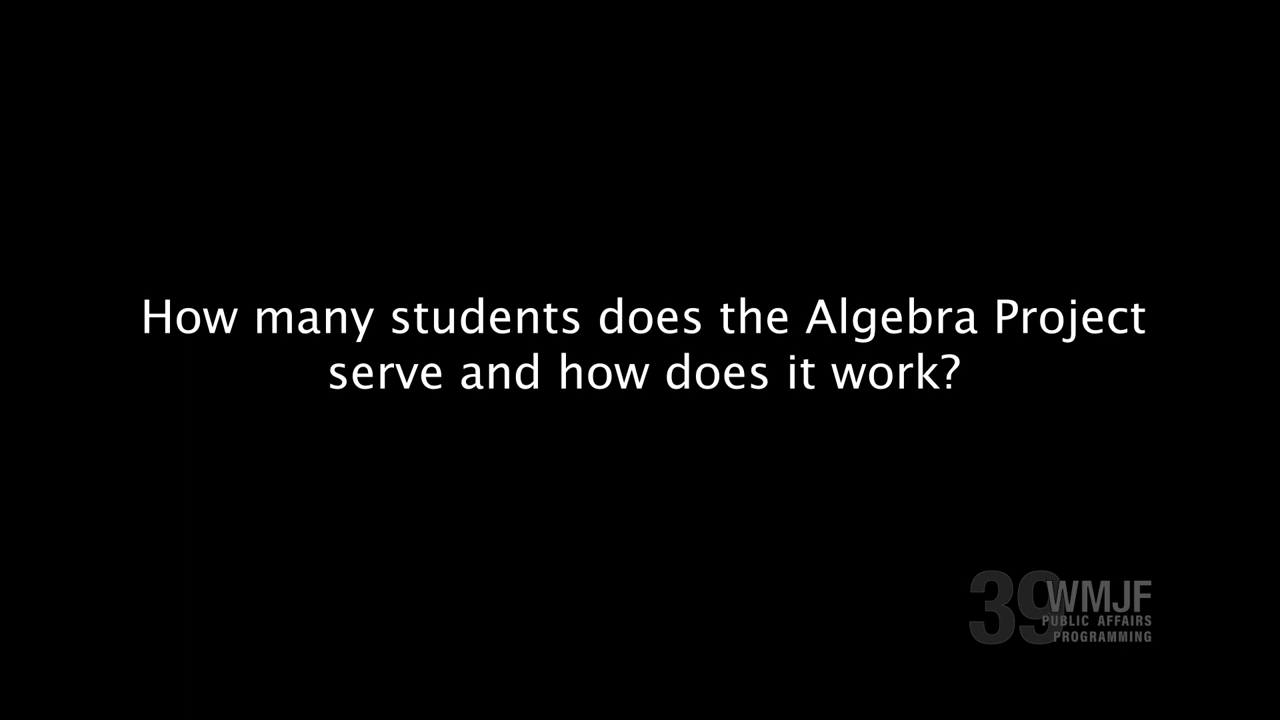 How many students does the Algebra Project
serve and how does it work?
39 WMJF
PUBLIC AFFAIRS
PROGRAMMING